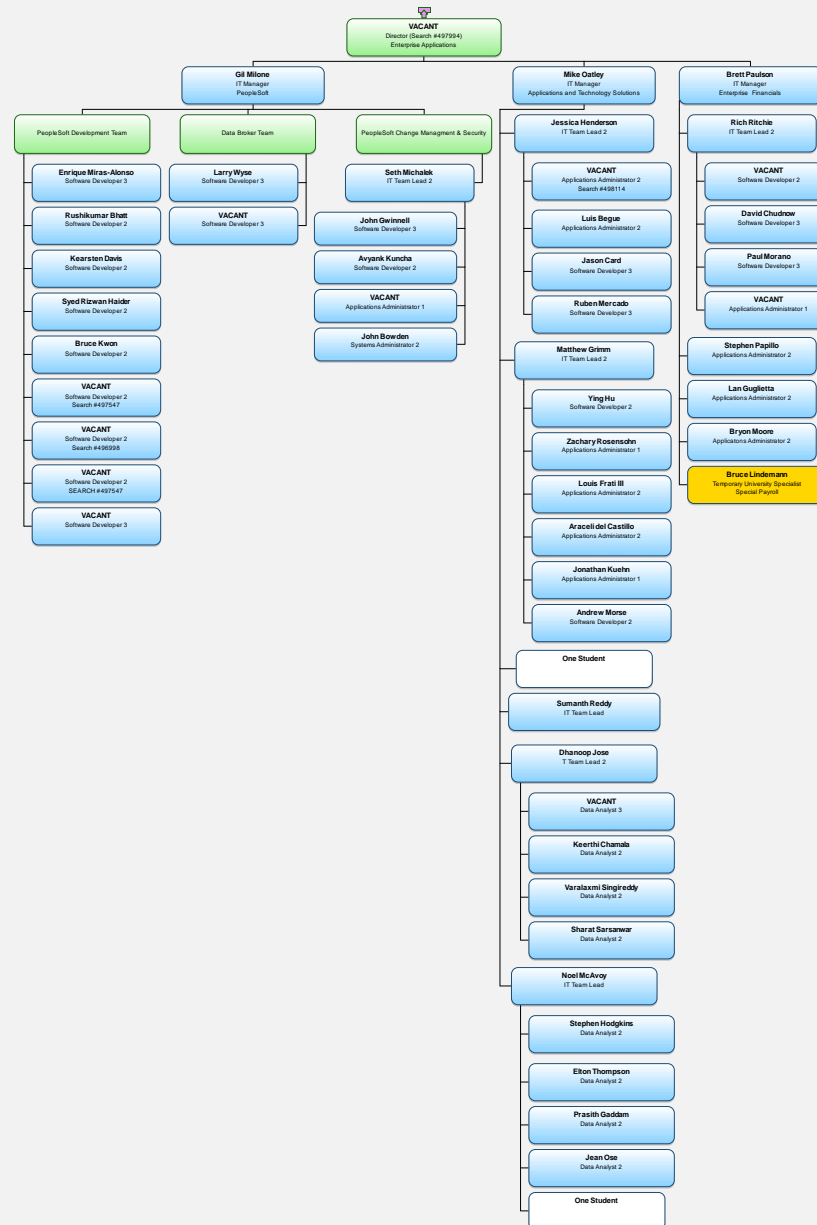 VACANT
Director (Search #497994)
Enterprise Applications
Gil Milone
IT Manager
PeopleSoft
Mike Oatley
IT Manager
Applications and Technology Solutions
Brett Paulson
IT Manager
Enterprise Financials
PeopleSoft Development Team
Data Broker Team
PeopleSoft Change Managment & Security
Enrique Miras-Alonso
Software Developer 3
Rushikumar Bhatt
Software Developer 2
Kearsten Davis
Software Developer 2
Syed Rizwan Haider
Software Developer 2
Bruce Kwon
Software Developer 2
VACANT
Software Developer 2
Search #497547
VACANT
Software Developer 2
Search #496998
VACANT
Software Developer 2
SEARCH #497547
VACANT
Software Developer 3
Larry Wyse
Software Developer 3
VACANT
Software Developer 3
Seth Michalek
IT Team Lead 2
John Gwinnell
Software Developer 3
Avyank Kuncha
Software Developer 2
VACANT
Applications Administrator 1
John Bowden
Systems Administrator 2
Jessica Henderson
IT Team Lead 2
VACANT
Applications Administrator 2
Search #498114
Luis Begue
Applications Administrator 2
Jason Card
Software Developer 3
Ruben Mercado
Software Developer 3
Matthew Grimm
IT Team Lead 2
Ying Hu
Software Developer 2
Zachary Rosensohn
Applications Administrator 1
Louis Frati III
Applications Administrator 2
Araceli del Castillo
Applications Administrator 2
Jonathan Kuehn
Applications Administrator 1
Andrew Morse
Software Developer 2
One Student
Sumanth Reddy
IT Team Lead
Dhanoop Jose
T Team Lead 2
VACANT
Data Analyst 3
Keerthi Chamala
Data Analyst 2
Varalaxmi Singireddy
Data Analyst 2
Sharat Sarsanwar
Data Analyst 2
Noel McAvoy
IT Team Lead
Stephen Hodgkins
Data Analyst 2
Elton Thompson
Data Analyst 2
Prasith Gaddam
Data Analyst 2
Jean Ose
Data Analyst 2
One Student
Rich Ritchie
IT Team Lead 2
VACANT
Software Developer 2
David Chudnow
Software Developer 3
Paul Morano
Software Developer 3
VACANT
Applications Administrator 1
Stephen Papillo
Applications Administrator 2
Lan Guglietta
Applications Administrator 2
Bryon Moore
Applicatons Administrator 2
Bruce Lindemann
Temporary University Specialist
Special Payroll